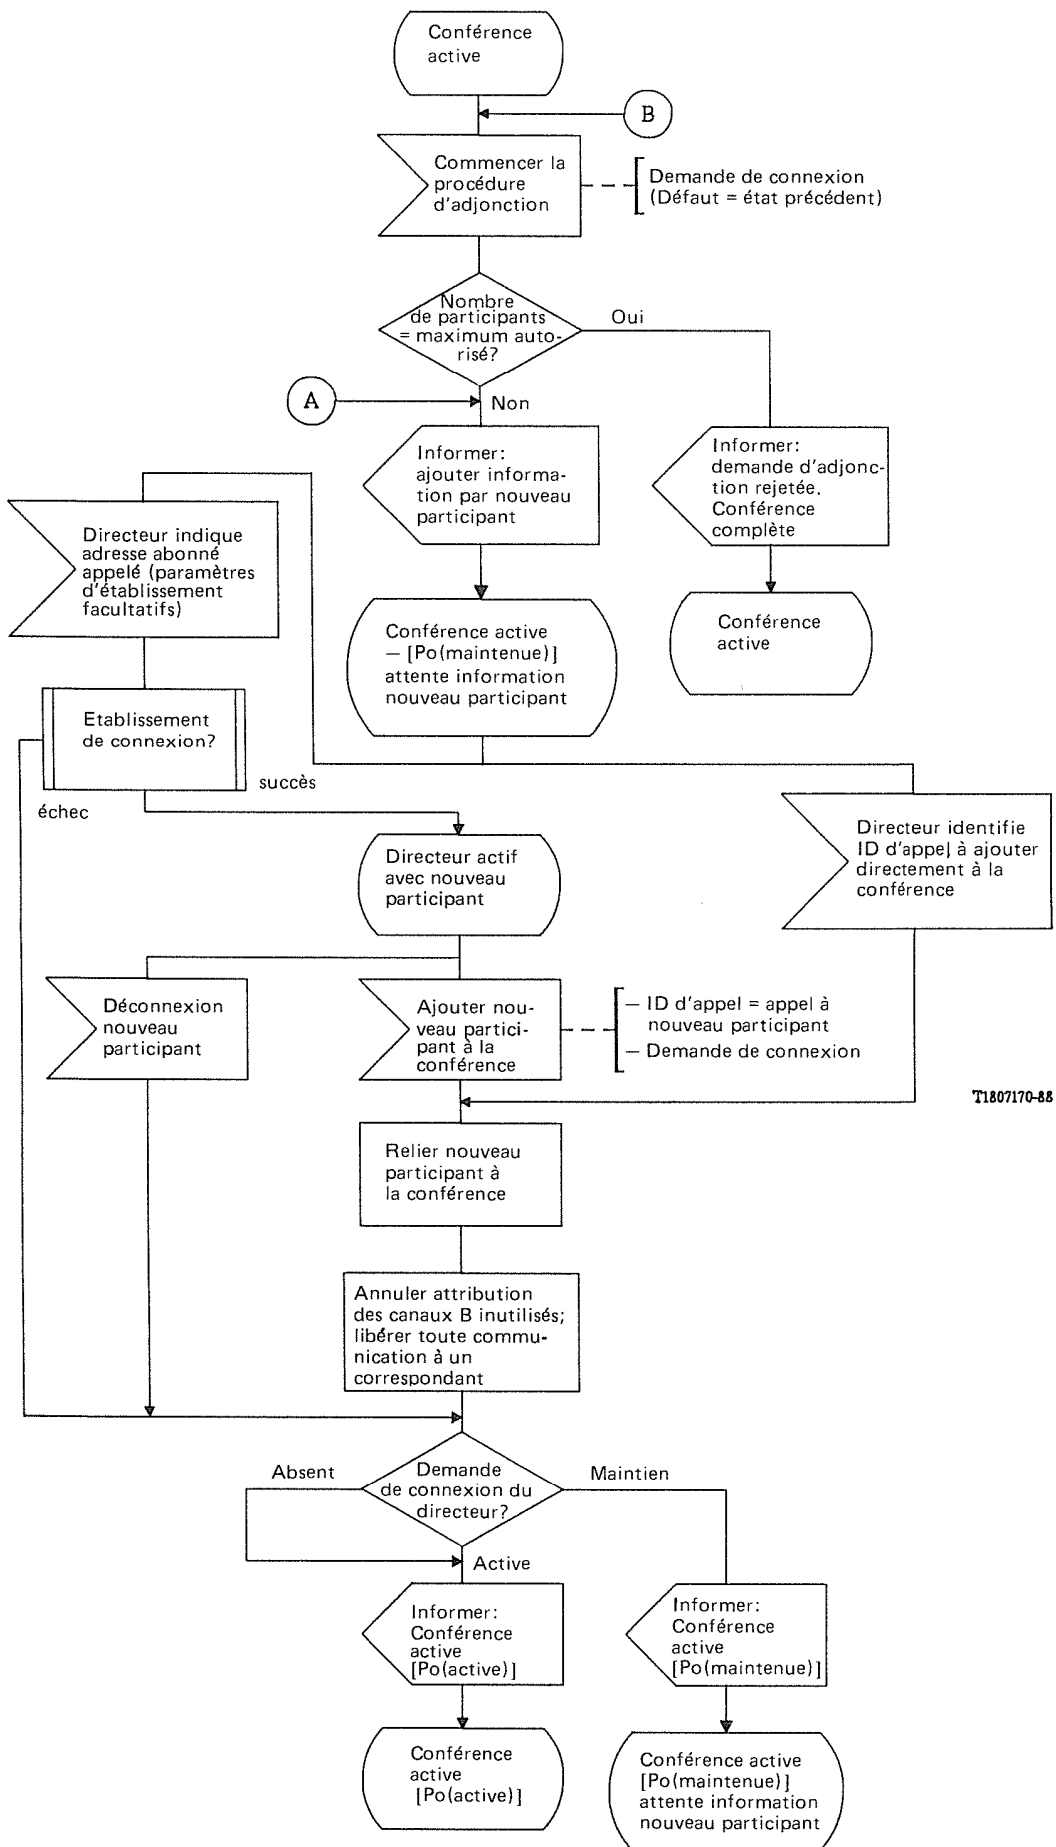 Conférence
active
B
Commencer la
procédure
d'adjonction
Demande de connexion
(Défaut = état précédent)
Nombre
de participants
= maximum auto-
risé?
Oui
A
Non
Informer:
ajouter informa-
tion par nouveau
participant
Informer:
demande d'adjonc-
tion rejetée.
Conférence
complète
Directeur indique
adresse abonné
appelé (paramètres
d'établissement
facultatifs)
Conférence active
— [Po(maintenue)]
attente information
nouveau participant
Conférence
active
Etablissement
de connexion?
succès
échec
Directeur actif
avec nouveau
participant
Directeur identifie
ID d'appel à ajouter
directement à la
conférence
Déconnexion
nouveau
participant
Ajouter nou-
veau partici-
pant à la
conférence
— ID d'appel = appel à
nouveau participant
— Demande de connexion
T1807170-88
Relier nouveau
participant à
la conférence
Annuler attribution
des canaux B inutilisés;
libérer toute commu-
nication à un
correspondant
Absent
Demande
de connexion du
directeur?
Maintien
Active
Informer:
Conférence
active
[Po(active)]
Informer:
Conférence
active
[Po(maintenue)]
Conférence
active
[Po(active)]
Conférence active
[Po(maintenue)]
attente information
nouveau participant